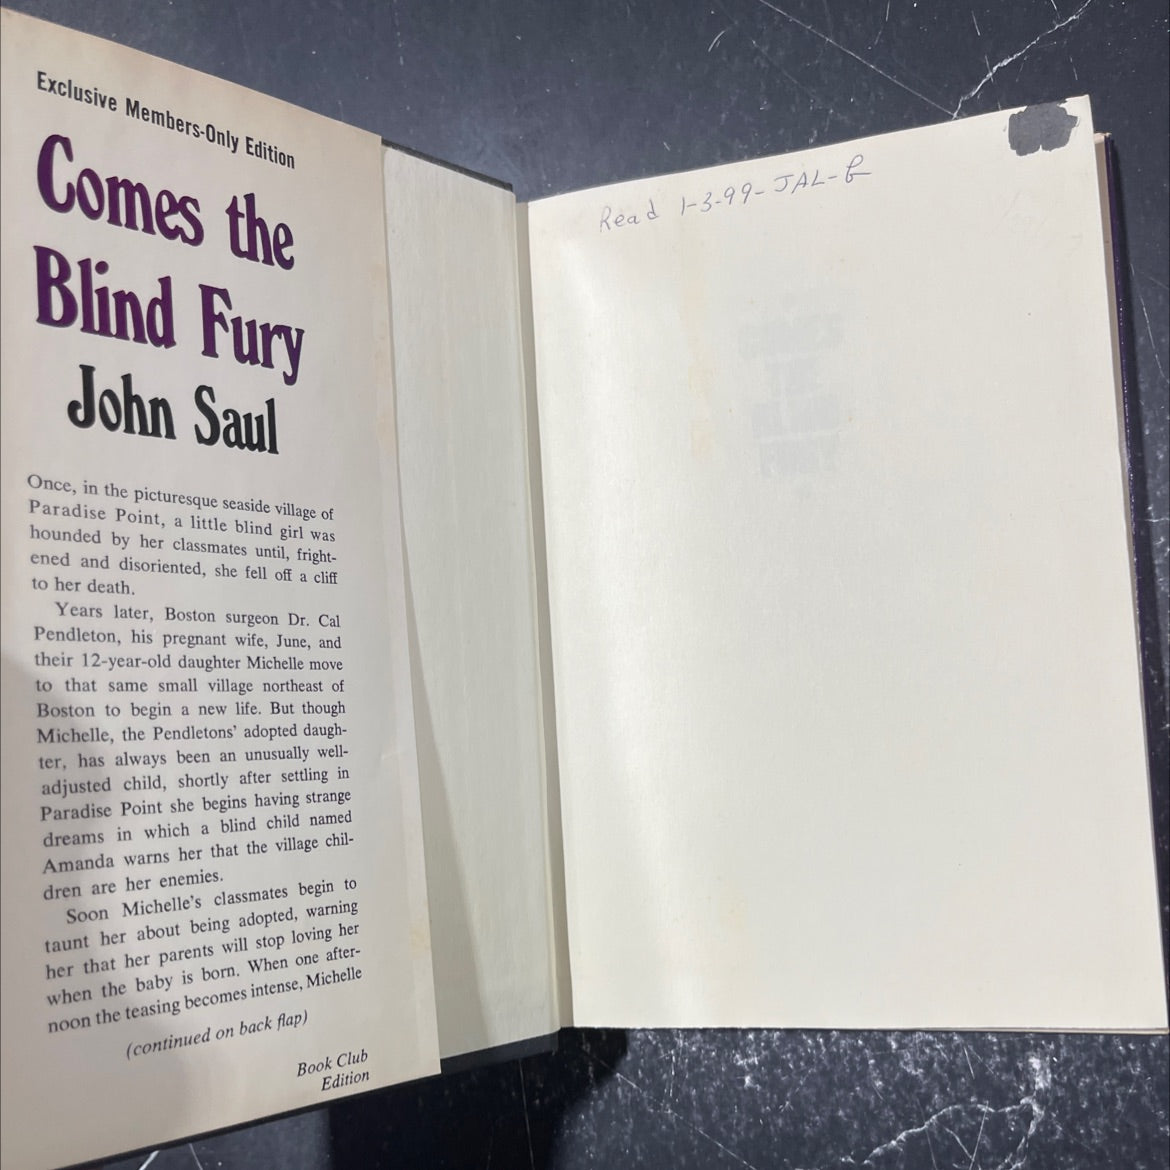 Exclusive Members-Only Edition
Comes the
Blind Fury
John Saul
Once, in the picturesque seaside village of
Paradise Point, a little blind girl was
hounded by her classmates until, fright-
ened and disoriented, she fell off a cliff
to her death.
Years later, Boston surgeon Dr. Cal
Pendleton, his pregnant wife, June, and
their 12-year-old daughter Michelle move
to that same small village northeast of
Boston to begin a new life. But though
Michelle, the Pendletons' adopted daugh-
ter, has always been an unusually well-
adjusted child, shortly after settling in
Paradise Point she begins having strange
dreams in which a blind child named
Amanda warns her that the village chil-
dren are her enemies.
Soon Michelle's classmates begin to
taunt her about being adopted, warning
her that her parents will stop loving her
when the baby is born. When one after-
noon the teasing becomes intense, Michelle
(continued on back flap)
Book Club
Edition
Read 1-3-99- JAL-